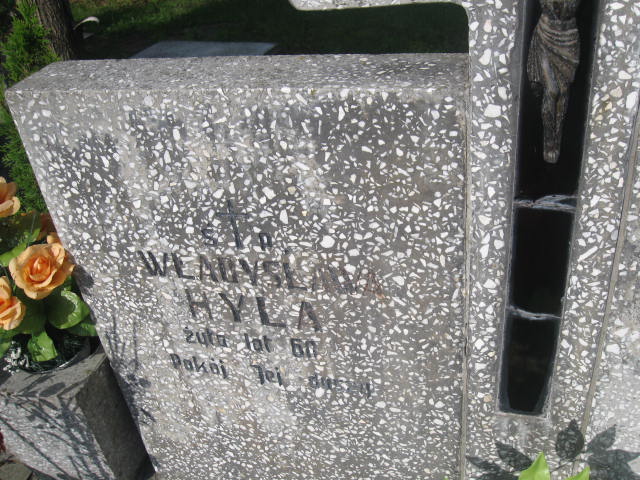 ś † p
WŁADYSŁAWA
HYLA
żyła lat 60
Pokój Jej duszy